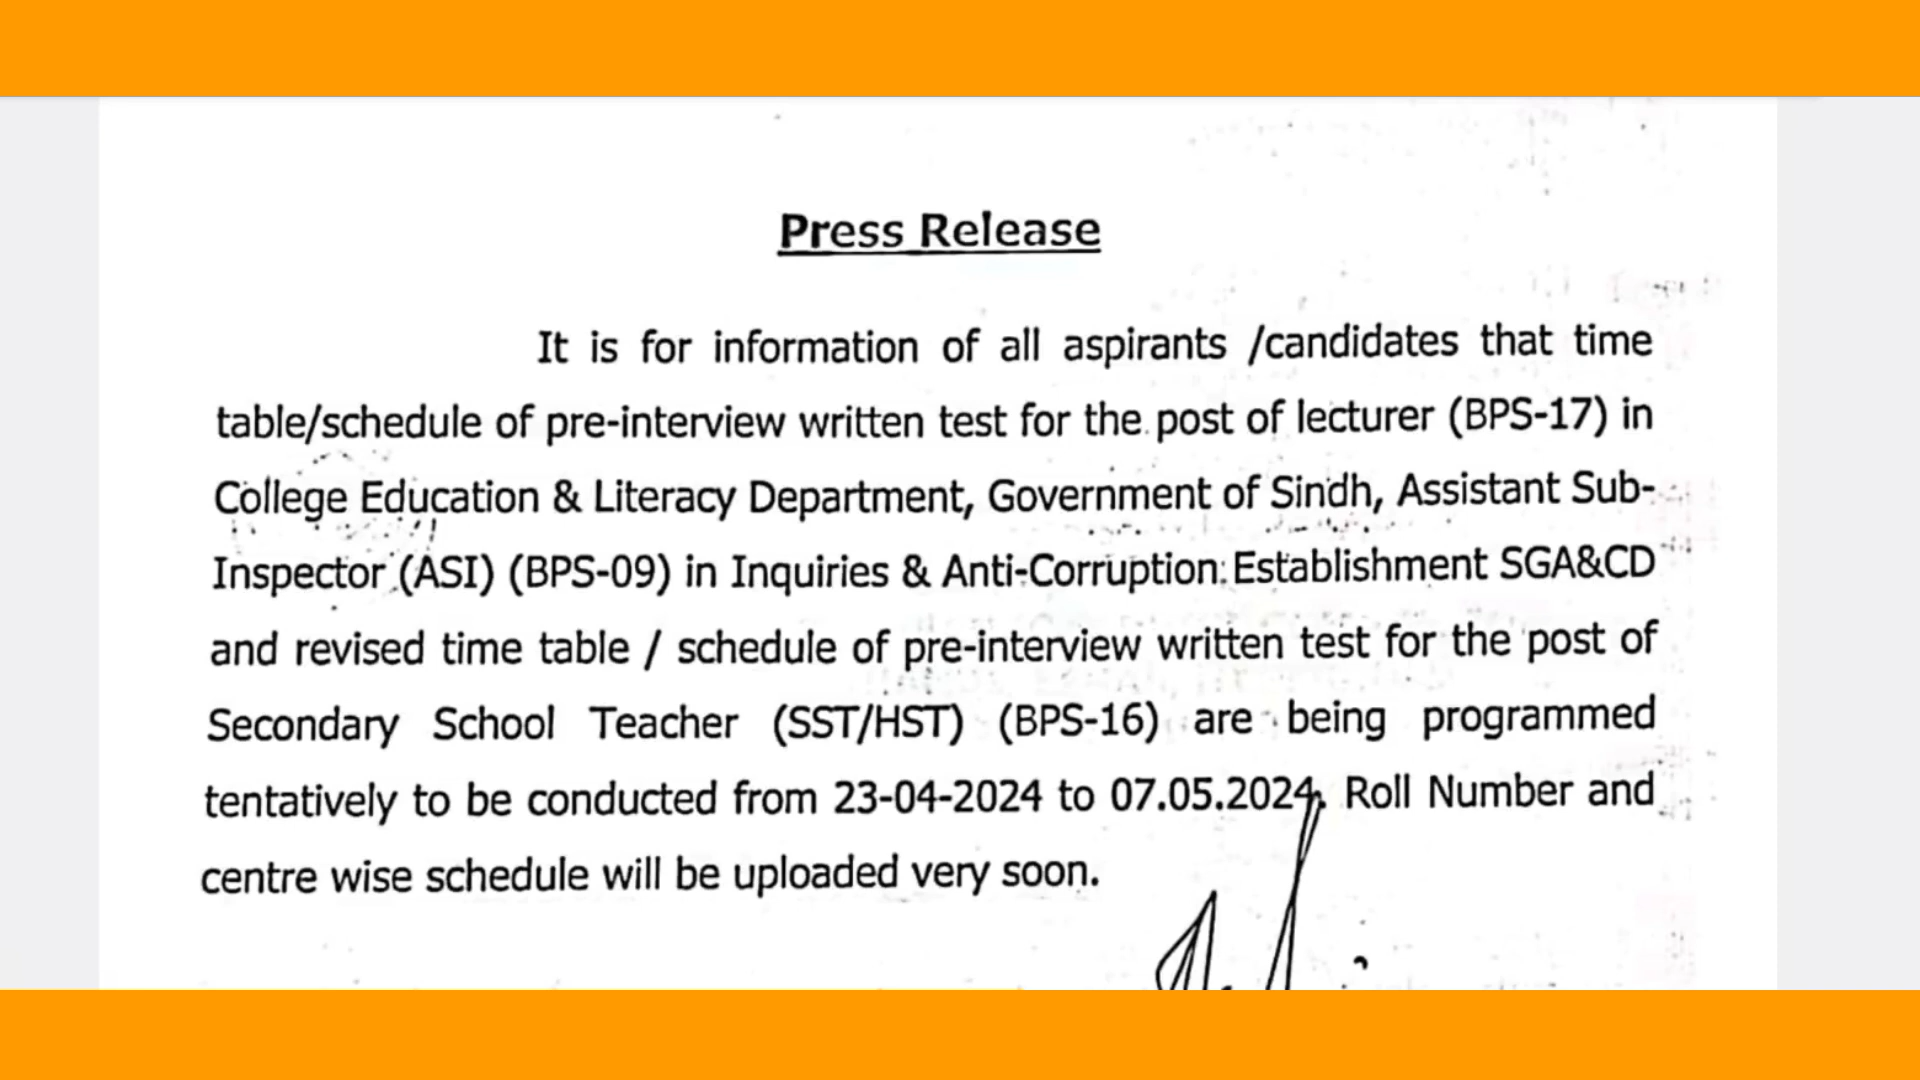 Press Release
It is for information of all aspirants /candidates that time
table/schedule of pre-interview written test for the post of lecturer (BPS-17) in
College Education & Literacy Department, Government of Sindh, Assistant Sub-
Inspector (ASI) (BPS-09) in Inquiries & Anti-Corruption Establishment SGA&CD
and revised time table / schedule of pre-interview written test for the post of
Secondary School Teacher (SST/HST) (BPS-16) are being programmed
tentatively to be conducted from 23-04-2024 to 07.05.2024. Roll Number and
centre wise schedule will be uploaded very soon.